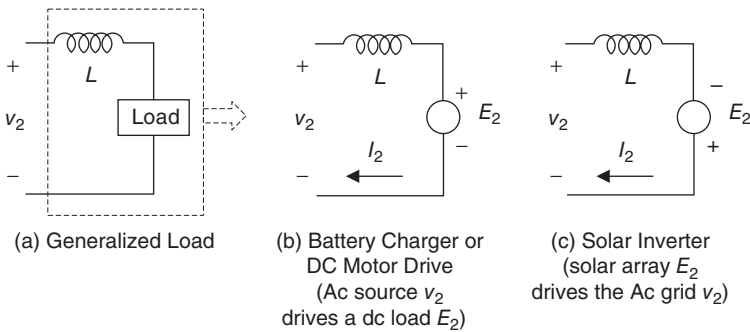 +
L
v2
Load
−
(a) Generalized Load
+
L
+
v2
E2
−
I2
−
(b) Battery Charger or
DC Motor Drive
(Ac source v2
drives a dc load E2)
+
L
−
v2
E2
+
I2
−
(c) Solar Inverter
(solar array E2
drives the Ac grid v2)